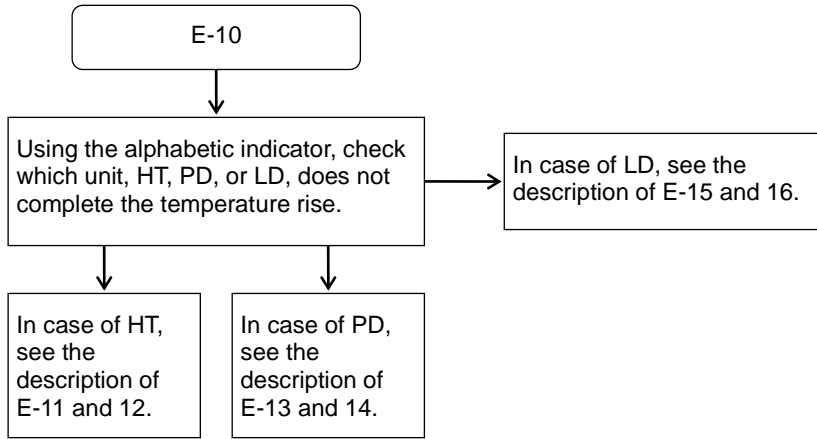 E-10
Using the alphabetic indicator, check
which unit, HT, PD, or LD, does not
complete the temperature rise.
In case of LD, see the
description of E-15 and 16.
In case of HT,
see the
description of
E-11 and 12.
In case of PD,
see the
description of
E-13 and 14.